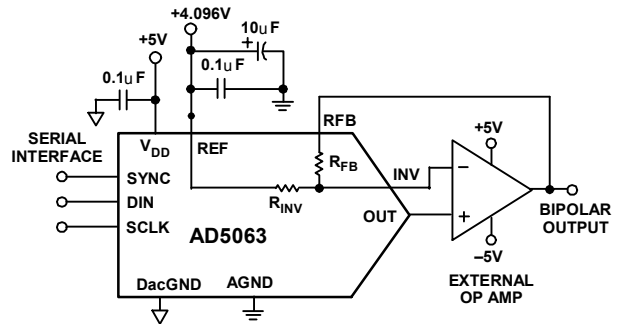 +4.096V
+5V
10uF
+
0.1uF
0.1uF
RFB
SERIAL
INTERFACE
VDD
REF
RFB
+5V
SYNC
INV
−
DIN
RINV
OUT
+
SCLK
AD5063
BIPOLAR
OUTPUT
−5V
DacGND
AGND
EXTERNAL
OP AMP